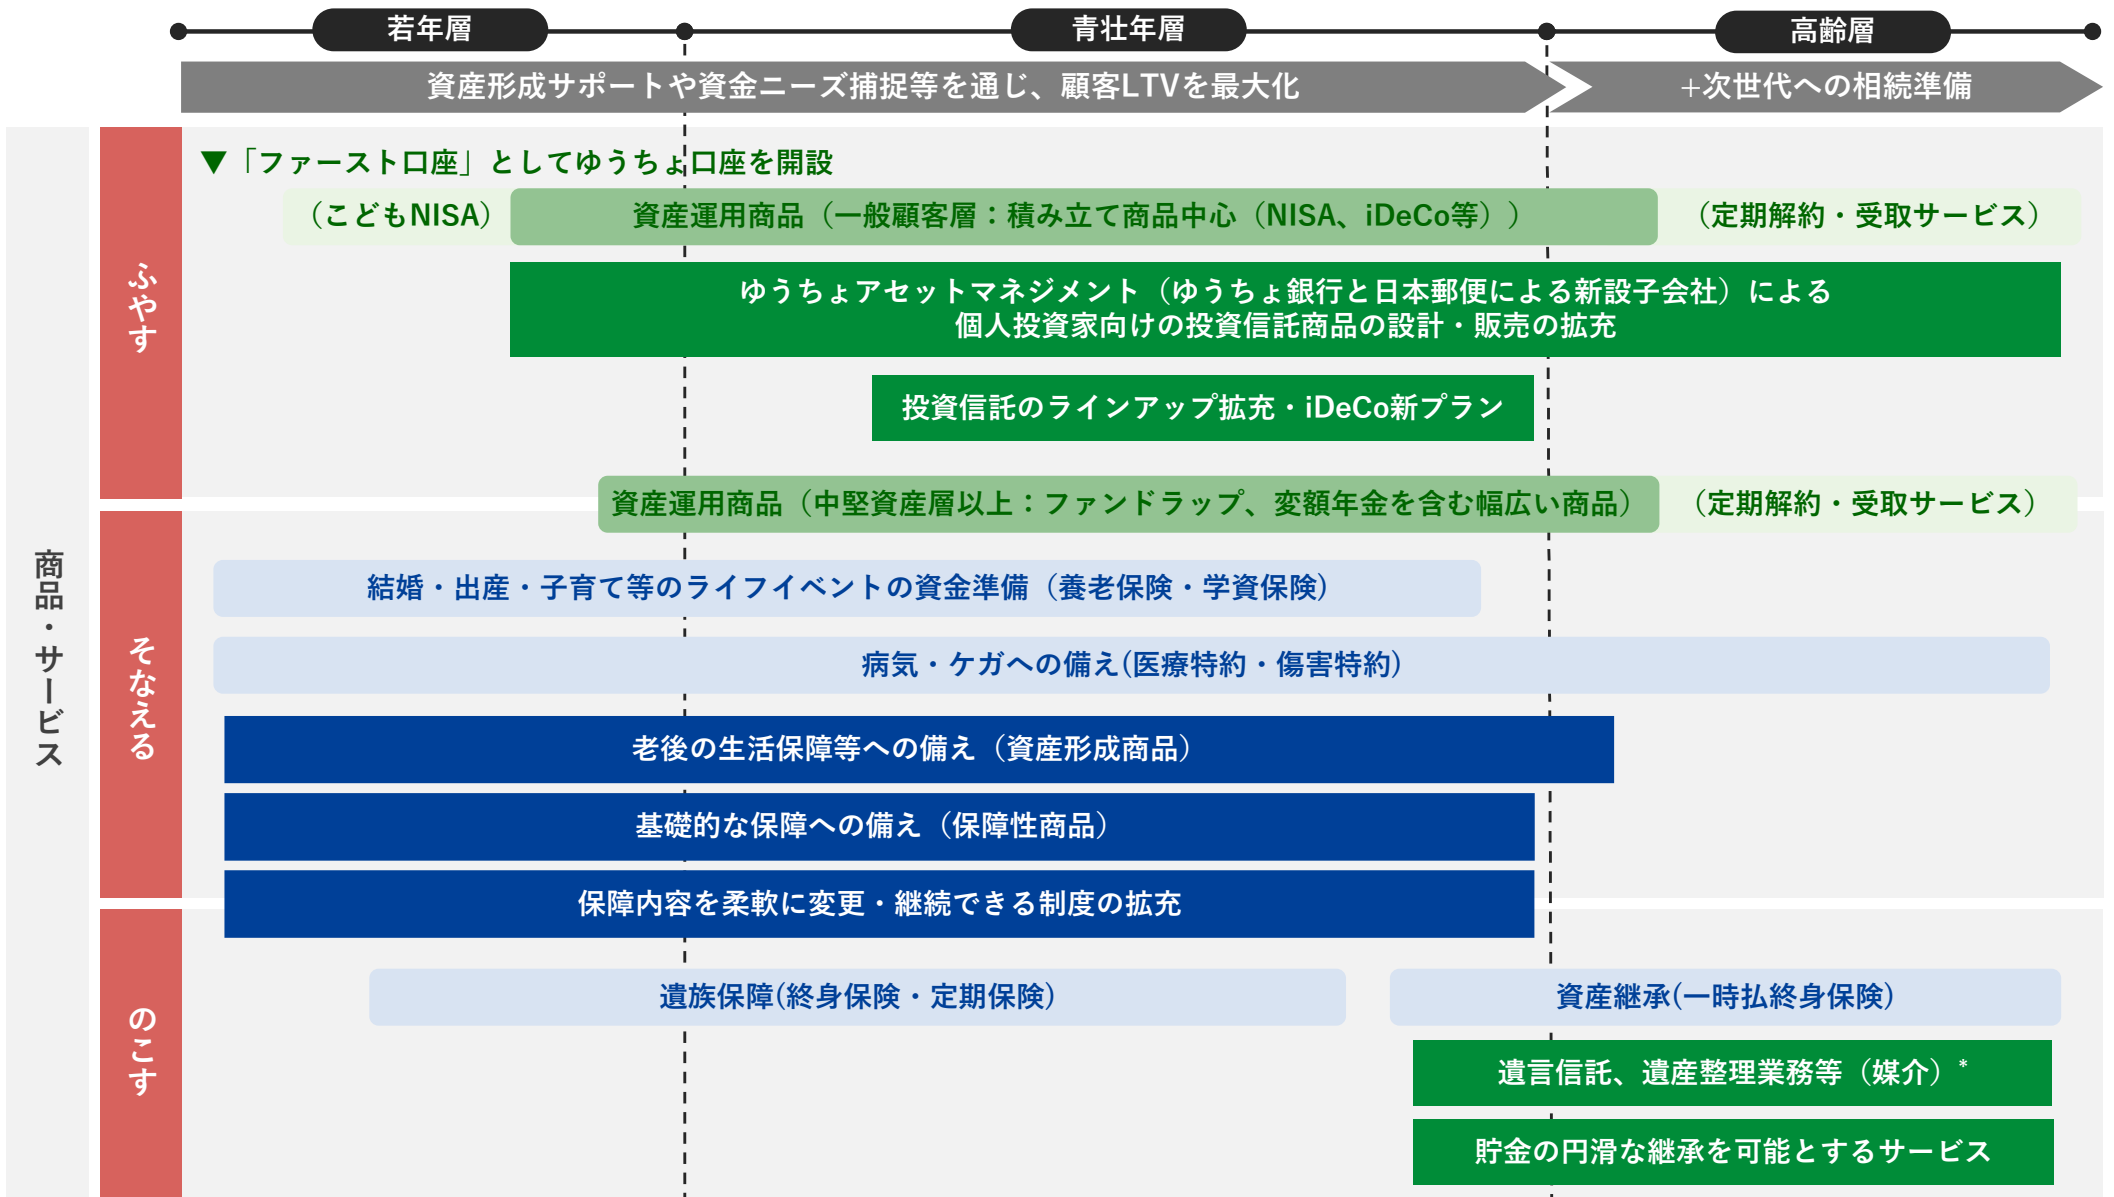 若年層
青壮年層
高齢層
資産形成サポートや資金ニーズ捕捉等を通じ、顧客LTVを最大化
+次世代への相続準備
商品・サービス
ふやす
▼「ファースト口座」としてゆうちょ口座を開設
（こどもNISA）
資産運用商品（一般顧客層：積み立て商品中心（NISA、iDeCo等））
（定期解約・受取サービス）
ゆうちょアセットマネジメント（ゆうちょ銀行と日本郵便による新設子会社）による
個人投資家向けの投資信託商品の設計・販売の拡充
投資信託のラインアップ拡充・iDeCo新プラン
資産運用商品（中堅資産層以上：ファンドラップ、変額年金を含む幅広い商品）
（定期解約・受取サービス）
そなえる
結婚・出産・子育て等のライフイベントの資金準備（養老保険・学資保険)
病気・ケガへの備え(医療特約・傷害特約)
老後の生活保障等への備え（資産形成商品）
基礎的な保障への備え（保障性商品）
保障内容を柔軟に変更・継続できる制度の拡充
のこす
遺族保障(終身保険・定期保険)
資産継承(一時払終身保険)
遺言信託、遺産整理業務等（媒介）*
貯金の円滑な継承を可能とするサービス